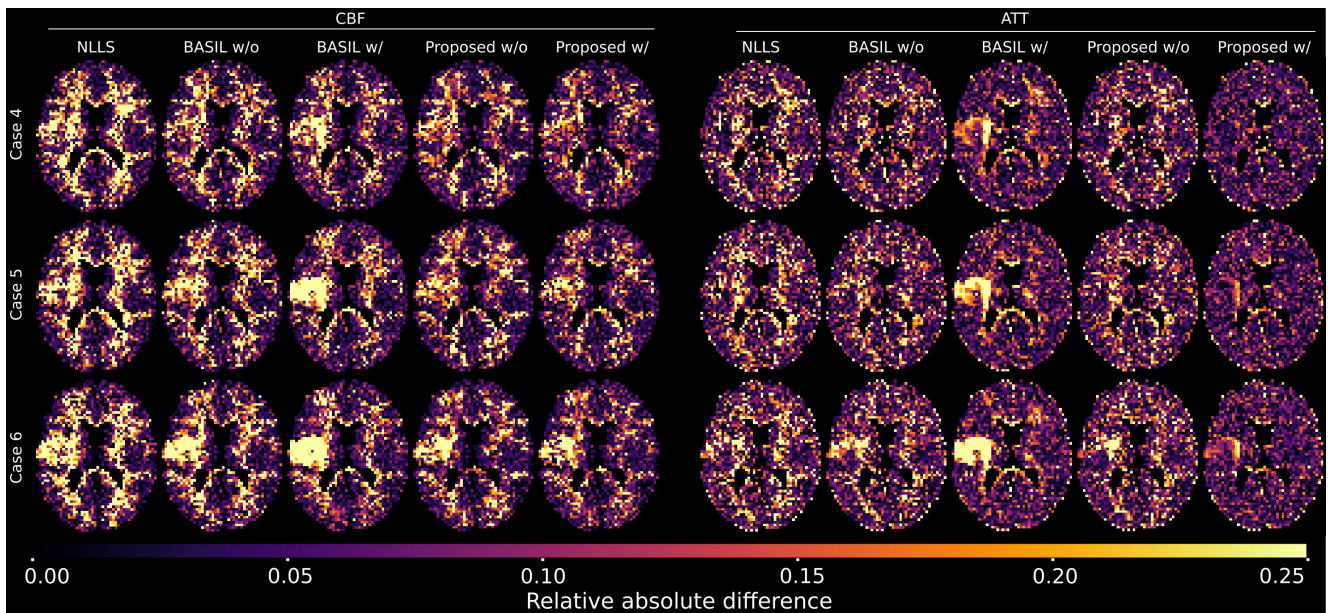 CBF ATT
NLLS BASIL w/o BASIL w/ Proposed w/o Proposed w/ NLLS BASIL w/o BASIL w/ Proposed w/o Proposed w/
Case 4
Case 5
Case 6
0.00 0.05 0.10 0.15 0.20 0.25
Relative absolute difference